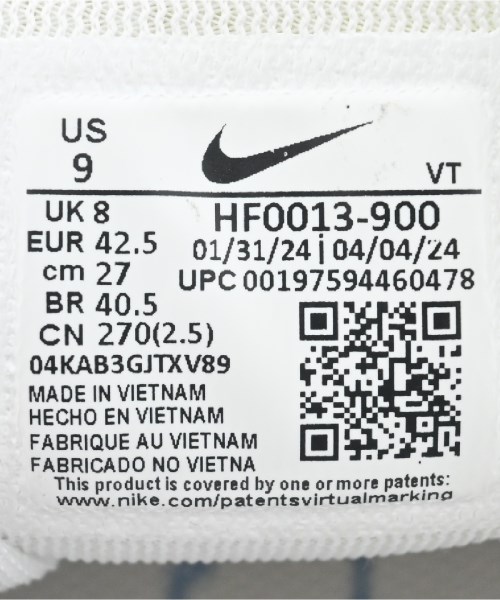 US
9
VT
UK 8
EUR 42.5
cm 27
BR 40.5
CN 270(2.5)
HF0013-900
01/31/24 | 04/04/24
UPC 00197594460478
04KAB3GJTXV89
MADE IN VIETNAM
HECHO EN VIETNAM
FABRIQUE AU VIETNAM
FABRICADO NO VIETNA
This product is covered by one or more patents:
www.nike.com/patentsvirtualmarking